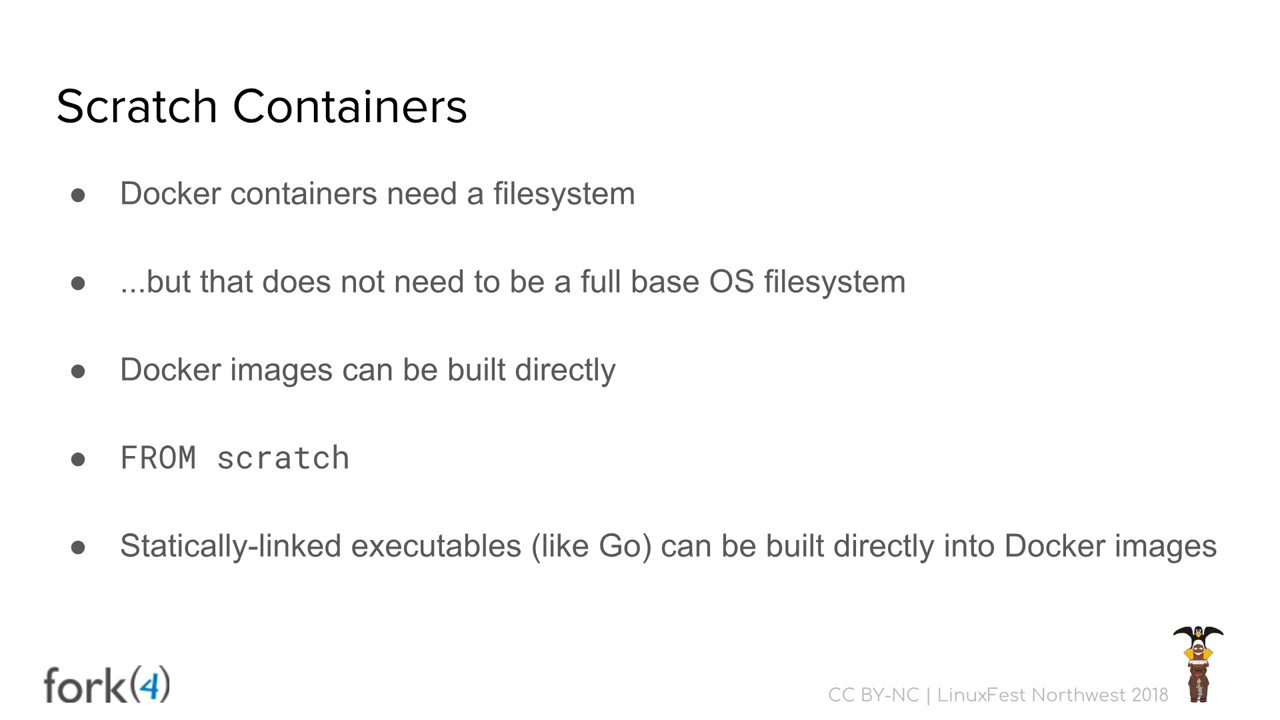 Scratch Containers
● Docker containers need a filesystem
● ...but that does not need to be a full base OS filesystem
● Docker images can be built directly
● FROM scratch
● Statically-linked executables (like Go) can be built directly into Docker images
fork(4)
CC BY-NC | LinuxFest Northwest 2018